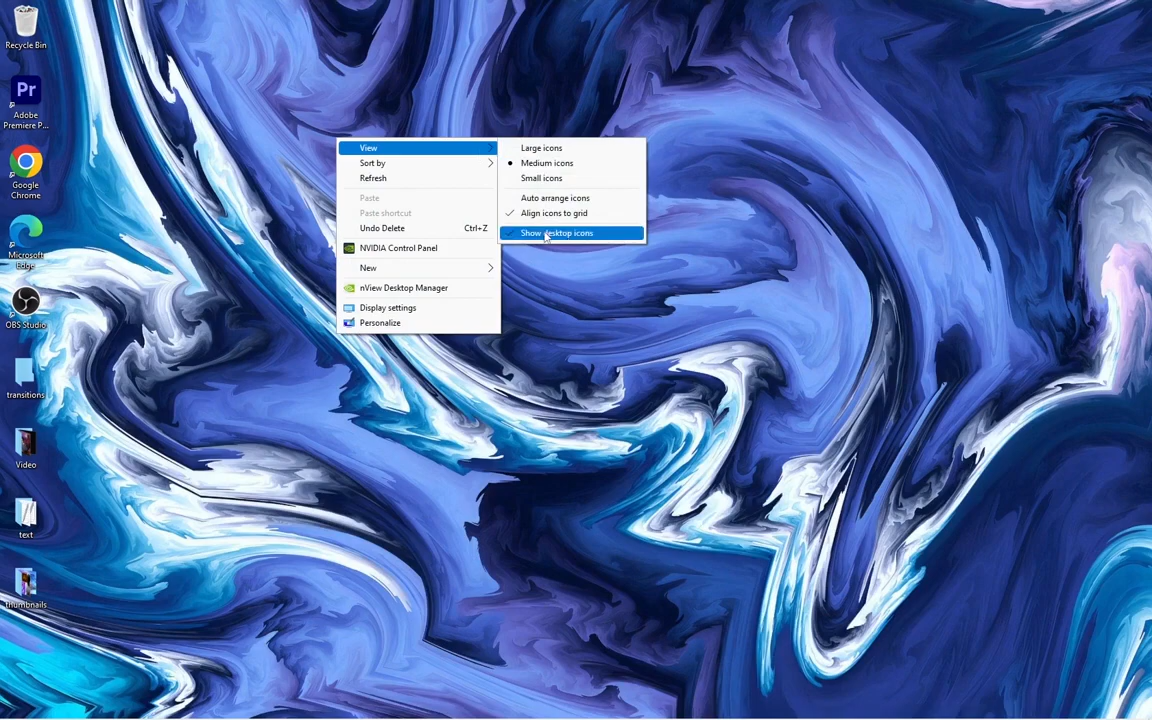 Recycle Bin
Pr
Adobe
Premiere P...
Google
Chrome
Microsoft
Edge
OBS Studio
transitions
Video
text
thumbnails
View
Sort by
Refresh
Paste
Paste shortcut
Undo Delete Ctrl+Z
NVIDIA Control Panel
New
nView Desktop Manager
Display settings
Personalize
Large icons
Medium icons
Small icons
Auto arrange icons
Align icons to grid
Show desktop icons